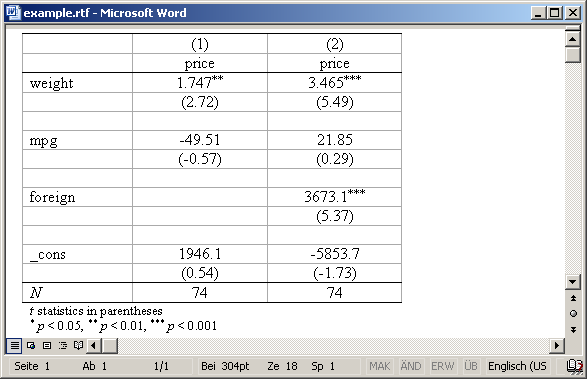 example.rtf - Microsoft Word
(1) (2)
price price
weight 1.747** 3.465***
(2.72) (5.49)
mpg -49.51 21.85
(-0.57) (0.29)
foreign 3673.1***
(5.37)
_cons 1946.1 -5853.7
(0.54) (-1.73)
N 74 74
t statistics in parentheses
* p < 0.05, ** p < 0.01, *** p < 0.001
Seite 1 Ab 1 1/1 Bei 304pt Ze 18 Sp 1 MAK ÄND ERW ÜB Englisch (US